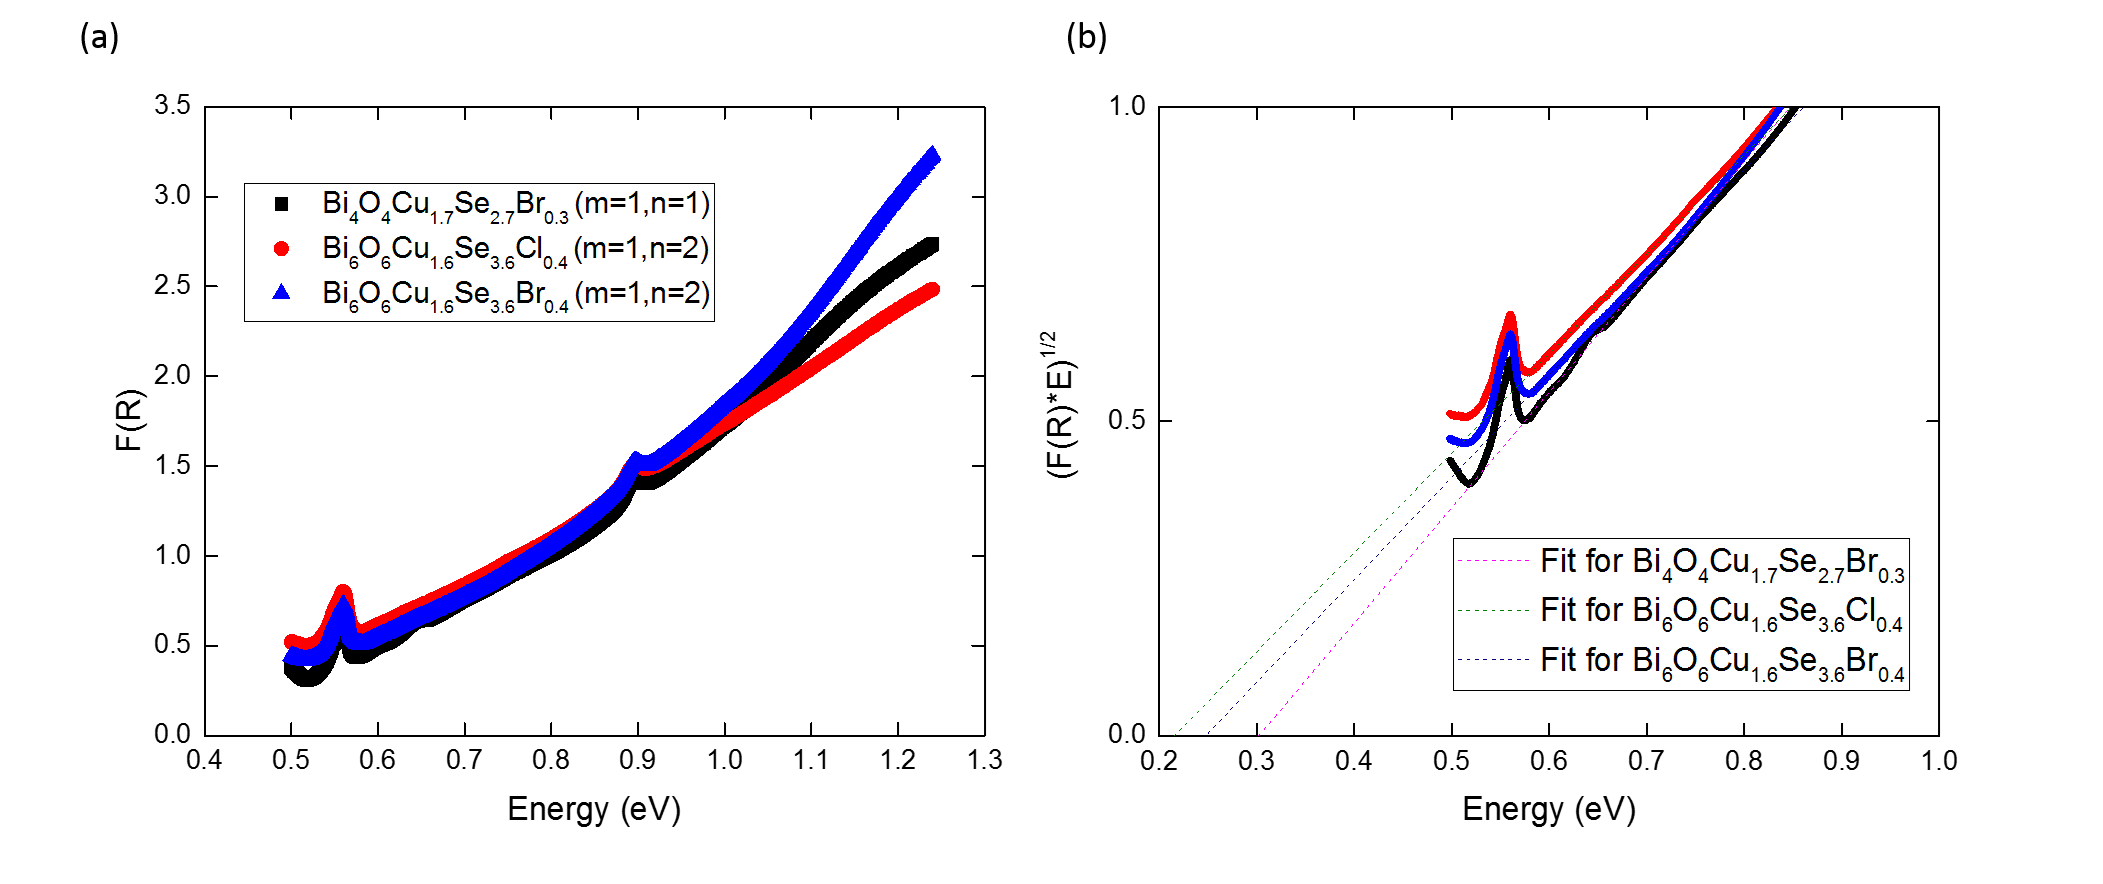 (a)
(b)
3.5
3.0
2.5
2.0
1.5
1.0
0.5
0.0
F(R)
Bi4O4Cu1.7Se2.7Br0.3 (m=1,n=1)
Bi6O6Cu1.6Se3.6Cl0.4 (m=1,n=2)
Bi6O6Cu1.6Se3.6Br0.4 (m=1,n=2)
0.4 0.5 0.6 0.7 0.8 0.9 1.0 1.1 1.2 1.3
Energy (eV)
1.0
0.5
0.0
(F(R)*E)1/2
Fit for Bi4O4Cu1.7Se2.7Br0.3
Fit for Bi6O6Cu1.6Se3.6Cl0.4
Fit for Bi6O6Cu1.6Se3.6Br0.4
0.2 0.3 0.4 0.5 0.6 0.7 0.8 0.9 1.0
Energy (eV)